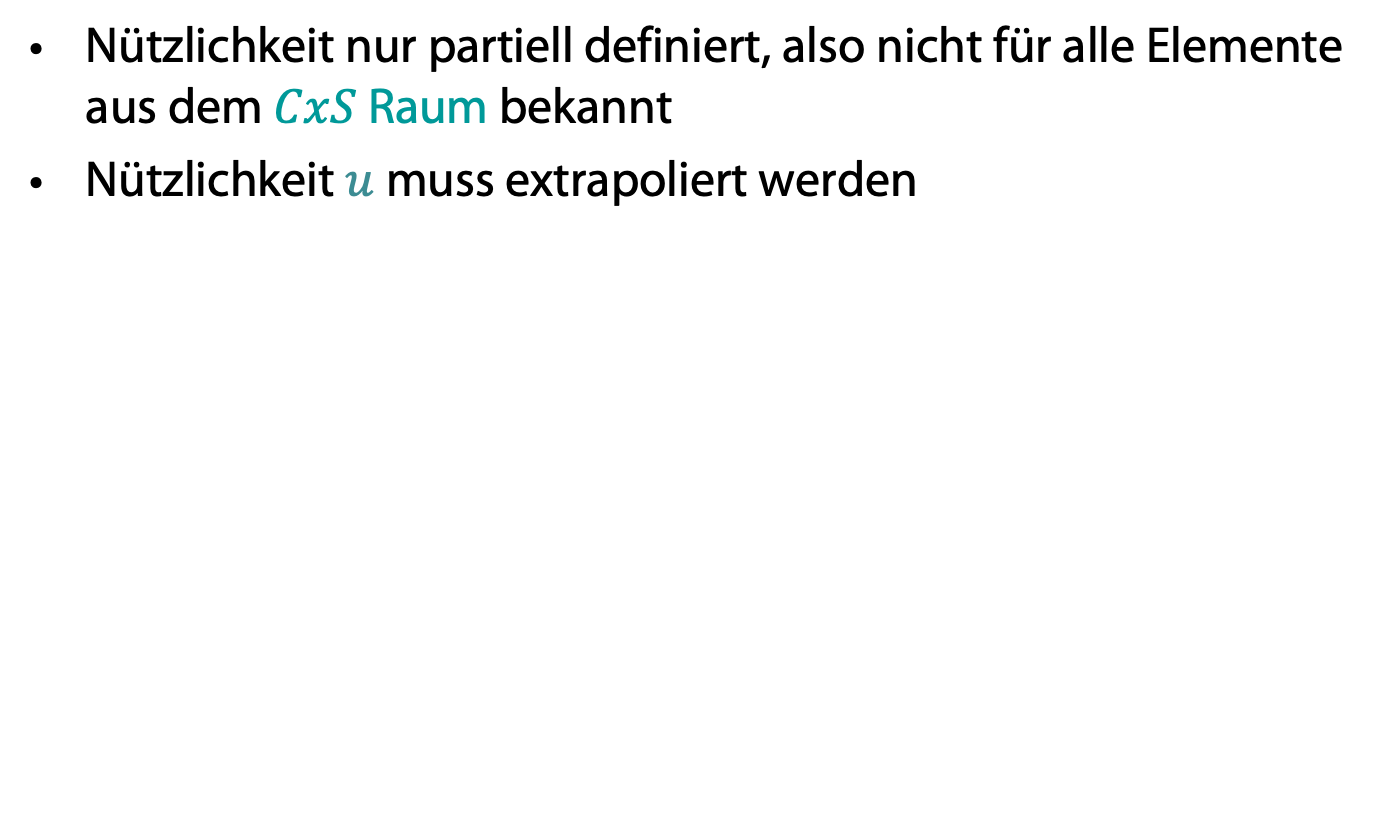 • Nützlichkeit nur partiell definiert, also nicht für alle Elemente
aus dem CxS Raum bekannt
• Nützlichkeit u muss extrapoliert werden